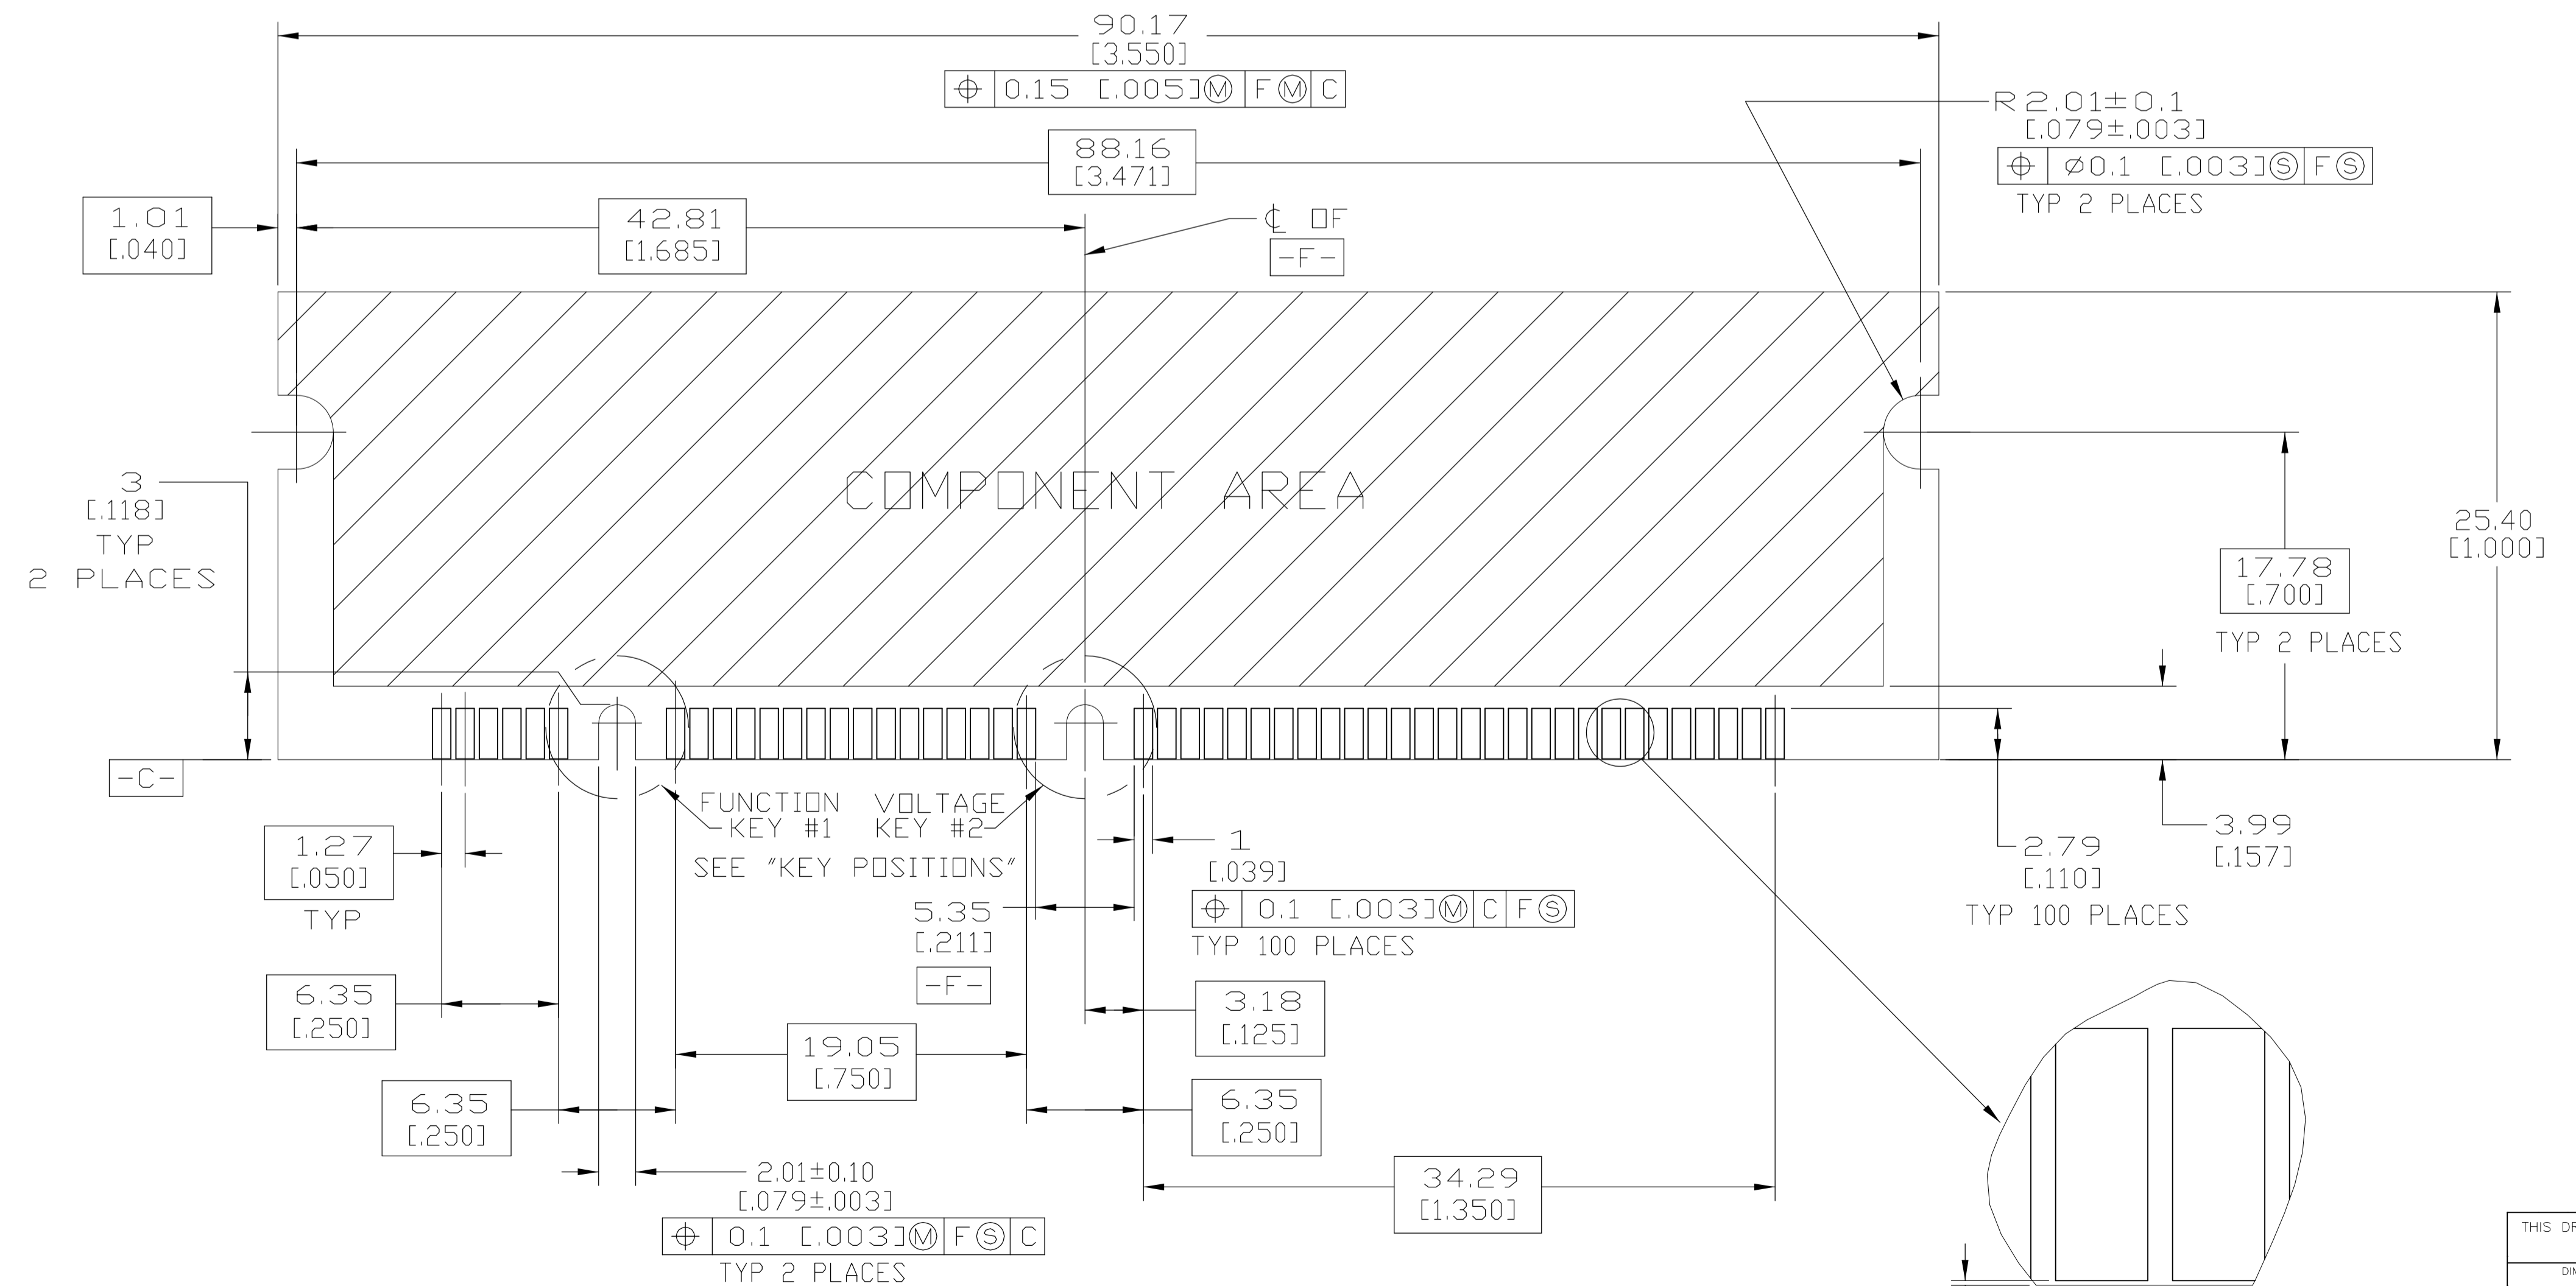 90.17
[3.550]
⌖ 0.15 [.005]Ⓜ F Ⓜ C
R2.01±0.1
[.079±.003]
⌖ ⌀0.1 [.003]Ⓢ F Ⓢ
TYP 2 PLACES
88.16
[3.471]
1.01
[.040]
42.81
[1.685]
℄ OF
-F-
COMPONENT AREA
3
[.118]
TYP
2 PLACES
25.40
[1.000]
17.78
[.700]
TYP 2 PLACES
-C-
FUNCTION
KEY #1
VOLTAGE
KEY #2
SEE "KEY POSITIONS"
1.27
[.050]
TYP
1
[.039]
⌖ 0.1 [.003]Ⓜ C F Ⓢ
TYP 100 PLACES
2.79
[.110]
TYP 100 PLACES
3.99
[.157]
5.35
[.211]
-F-
6.35
[.250]
3.18
[.125]
19.05
[.750]
6.35
[.250]
6.35
[.250]
2.01±0.10
[.079±.003]
⌖ 0.1 [.003]Ⓜ F Ⓢ C
TYP 2 PLACES
34.29
[1.350]
THIS